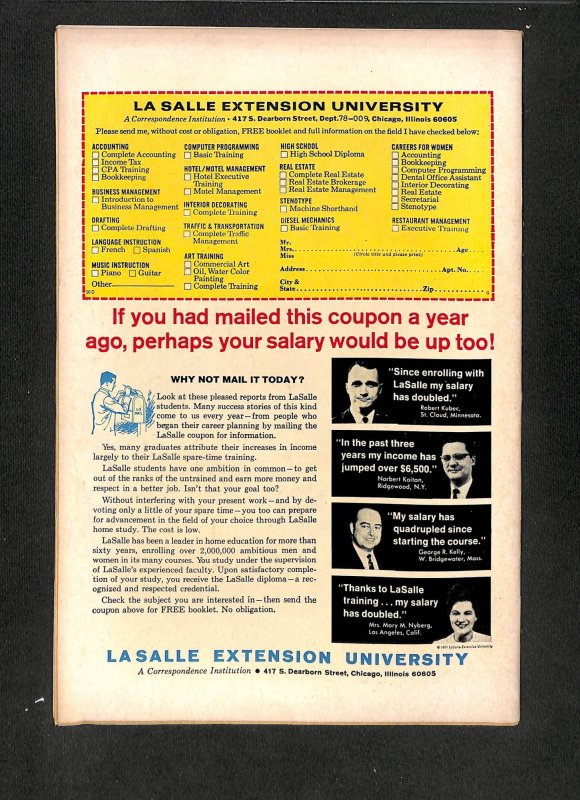 LA SALLE EXTENSION UNIVERSITY
A Correspondence Institution • 417 S. Dearborn Street, Dept. 78-009, Chicago, Illinois 60605
Please send me, without cost or obligation, FREE booklet and full information on the field I have checked below:
ACCOUNTING
Complete Accounting
Income Tax
CPA Training
Bookkeeping
BUSINESS MANAGEMENT
Introduction to
Business Management
DRAFTING
Complete Drafting
LANGUAGE INSTRUCTION
French Spanish
MUSIC INSTRUCTION
Piano Guitar
Other
COMPUTER PROGRAMMING
Basic Training
HOTEL/MOTEL MANAGEMENT
Hotel Executive
Training
Motel Management
INTERIOR DECORATING
Complete Training
TRAFFIC & TRANSPORTATION
Complete Traffic
Management
ART TRAINING
Commercial Art
Oil, Water Color
Painting
Complete Training
HIGH SCHOOL
High School Diploma
REAL ESTATE
Complete Real Estate
Real Estate Brokerage
Real Estate Management
STENOTYPE
Machine Shorthand
DIESEL MECHANICS
Basic Training
CAREERS FOR WOMEN
Accounting
Bookkeeping
Computer Programming
Dental Office Assistant
Interior Decorating
Real Estate
Secretarial
Stenotype
RESTAURANT MANAGEMENT
Executive Training
Mr.
Mrs. Age
Miss (Circle title and please print)
Address Apt. No.
City &
State Zip
If you had mailed this coupon a year
ago, perhaps your salary would be up too!
WHY NOT MAIL IT TODAY?
Look at these pleased reports from LaSalle
students. Many success stories of this kind
come to us every year—from people who
began their career planning by mailing the
LaSalle coupon for information.
Yes, many graduates attribute their increases in income
largely to their LaSalle spare-time training.
LaSalle students have one ambition in common—to get
out of the ranks of the untrained and earn more money and
respect in a better job. Isn't that your goal too?
Without interfering with your present work—and by de-
voting only a little of your spare time—you too can prepare
for advancement in the field of your choice through LaSalle
home study. The cost is low.
LaSalle has been a leader in home education for more than
sixty years, enrolling over 2,000,000 ambitious men and
women in its many courses. You study under the supervision
of LaSalle's experienced faculty. Upon satisfactory comple-
tion of your study, you receive the LaSalle diploma—a rec-
ognized and respected credential.
Check the subject you are interested in—then send the
coupon above for FREE booklet. No obligation.
"Since enrolling with
LaSalle my salary
has doubled."
Robert Kubec,
St. Cloud, Minnesota.
"In the past three
years my income has
jumped over $6,500."
Norbert Kaitan,
Ridgewood, N.Y.
"My salary has
quadrupled since
starting the course."
George R. Kelly,
W. Bridgewater, Mass.
"Thanks to LaSalle
training...my salary
has doubled."
Mrs. Mary M. Nyberg,
Los Angeles, Calif.
LASALLE EXTENSION UNIVERSITY
A Correspondence Institution • 417 S. Dearborn Street, Chicago, Illinois 60605